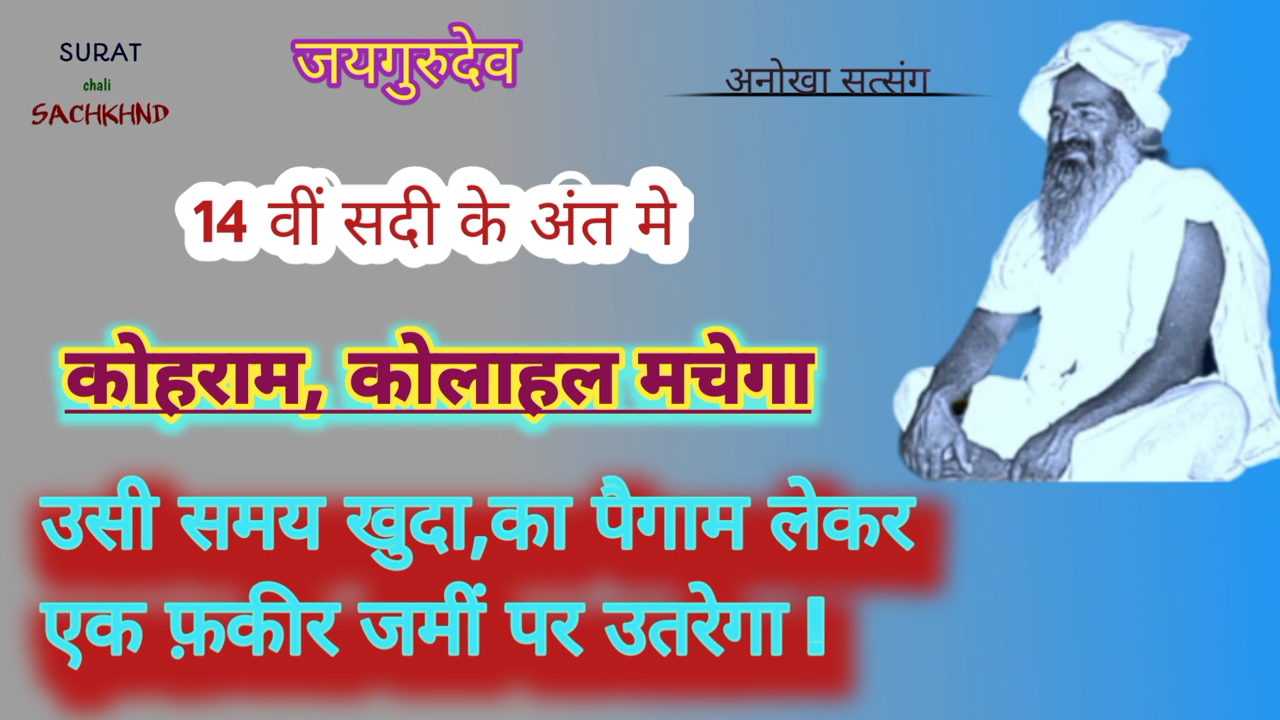 SURAT
chali
SACHKHND
जयगुरुदेव
अनोखा सत्संग
14 वीं सदी के अंत मे
कोहराम, कोलाहल मचेगा
उसी समय खुदा,का पैगाम लेकर
एक फ़कीर जमीं पर उतरेगा।